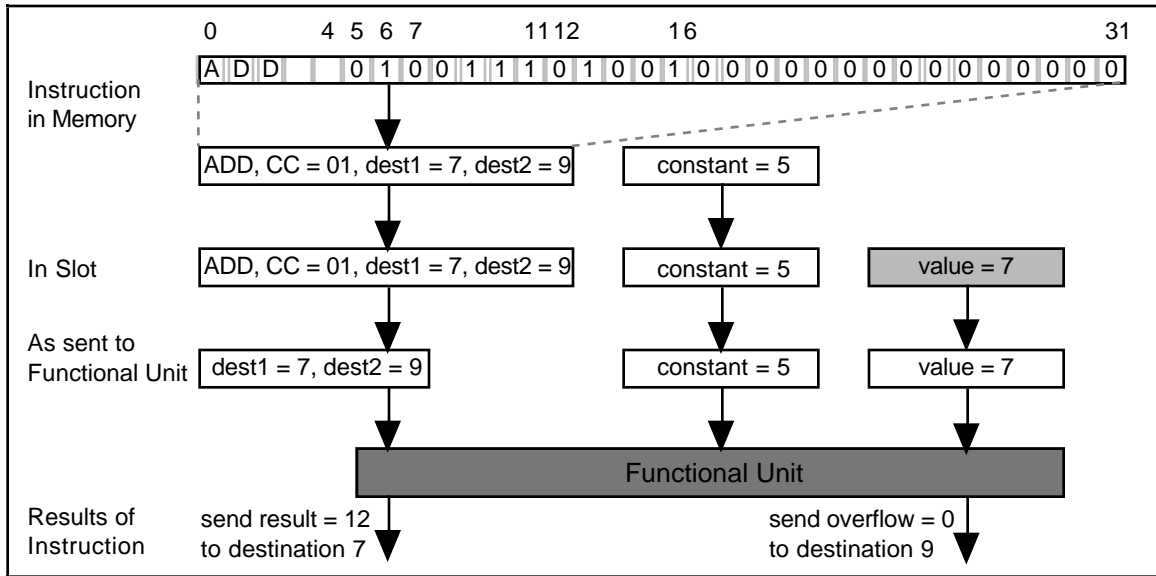 0 4 5 6 7 11 12 16 31
A D D 0 1 0 0 1 1 1 0 1 0 0 1 0 0 0 0 0 0 0 0 0 0 0 0 0 0 0
Instruction
in Memory
ADD, CC = 01, dest1 = 7, dest2 = 9 constant = 5
In Slot ADD, CC = 01, dest1 = 7, dest2 = 9 constant = 5 value = 7
As sent to
Functional Unit dest1 = 7, dest2 = 9 constant = 5 value = 7
Functional Unit
Results of
Instruction
send result = 12
to destination 7
send overflow = 0
to destination 9